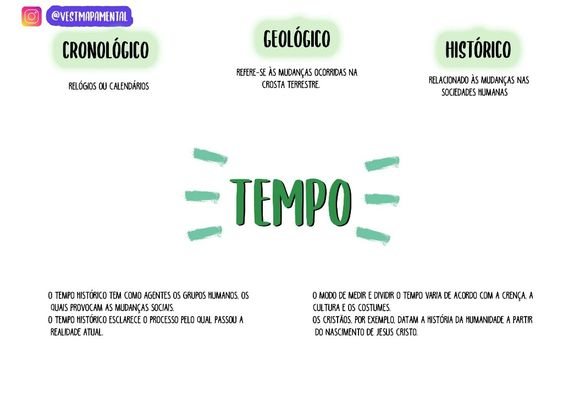 @VESTMAPAMENTAL
CRONOLÓGICO
RELÓGIOS OU CALENDÁRIOS
GEOLÓGICO
REFERE-SE ÀS MUDANÇAS OCORRIDAS NA
CROSTA TERRESTRE.
HISTÓRICO
RELACIONADO ÀS MUDANÇAS NAS
SOCIEDADES HUMANAS
TEMPO
O TEMPO HISTÓRICO TEM COMO AGENTES OS GRUPOS HUMANOS, OS
QUAIS PROVOCAM AS MUDANÇAS SOCIAIS.
O TEMPO HISTÓRICO ESCLARECE O PROCESSO PELO QUAL PASSOU A
REALIDADE ATUAL.
O MODO DE MEDIR E DIVIDIR O TEMPO VARIA DE ACORDO COM A CRENÇA, A
CULTURA E OS COSTUMES.
OS CRISTÃOS, POR EXEMPLO, DATAM A HISTÓRIA DA HUMANIDADE A PARTIR
DO NASCIMENTO DE JESUS CRISTO.